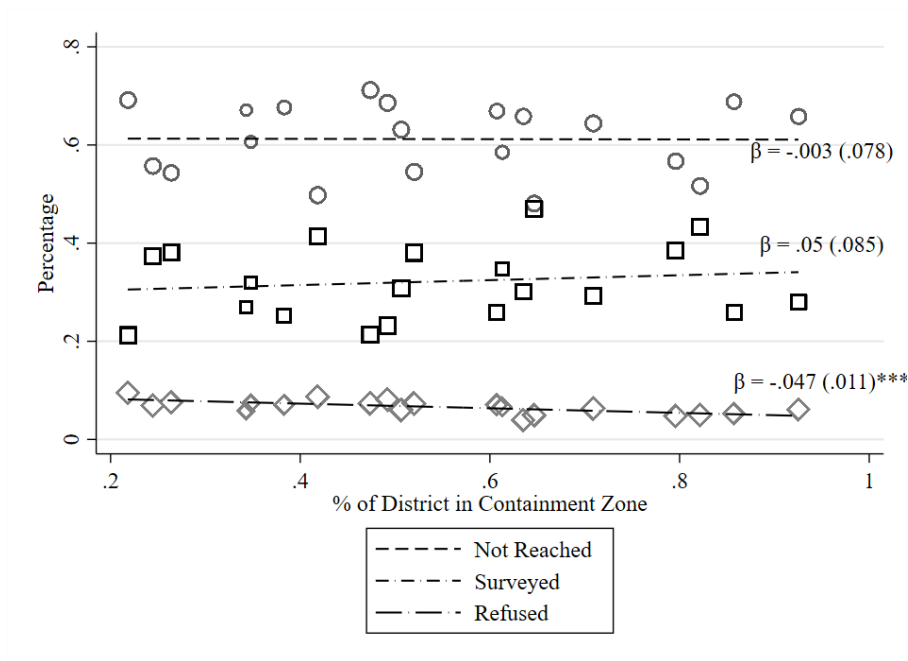 .8
.6
.4
.2
0
Percentage
β = -.003 (.078)
β = .05 (.085)
β = -.047 (.011)***
.2 .4 .6 .8 1
% of District in Containment Zone
Not Reached
Surveyed
Refused